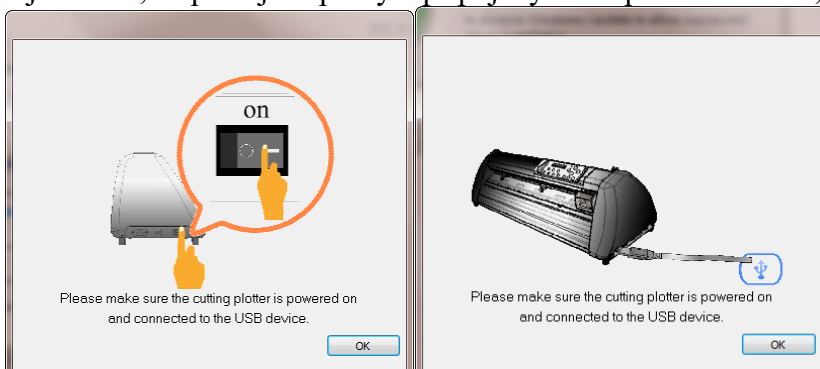 on
Please make sure the cutting plotter is powered on
and connected to the USB device.
OK
Please make sure the cutting plotter is powered on
and connected to the USB device.
OK